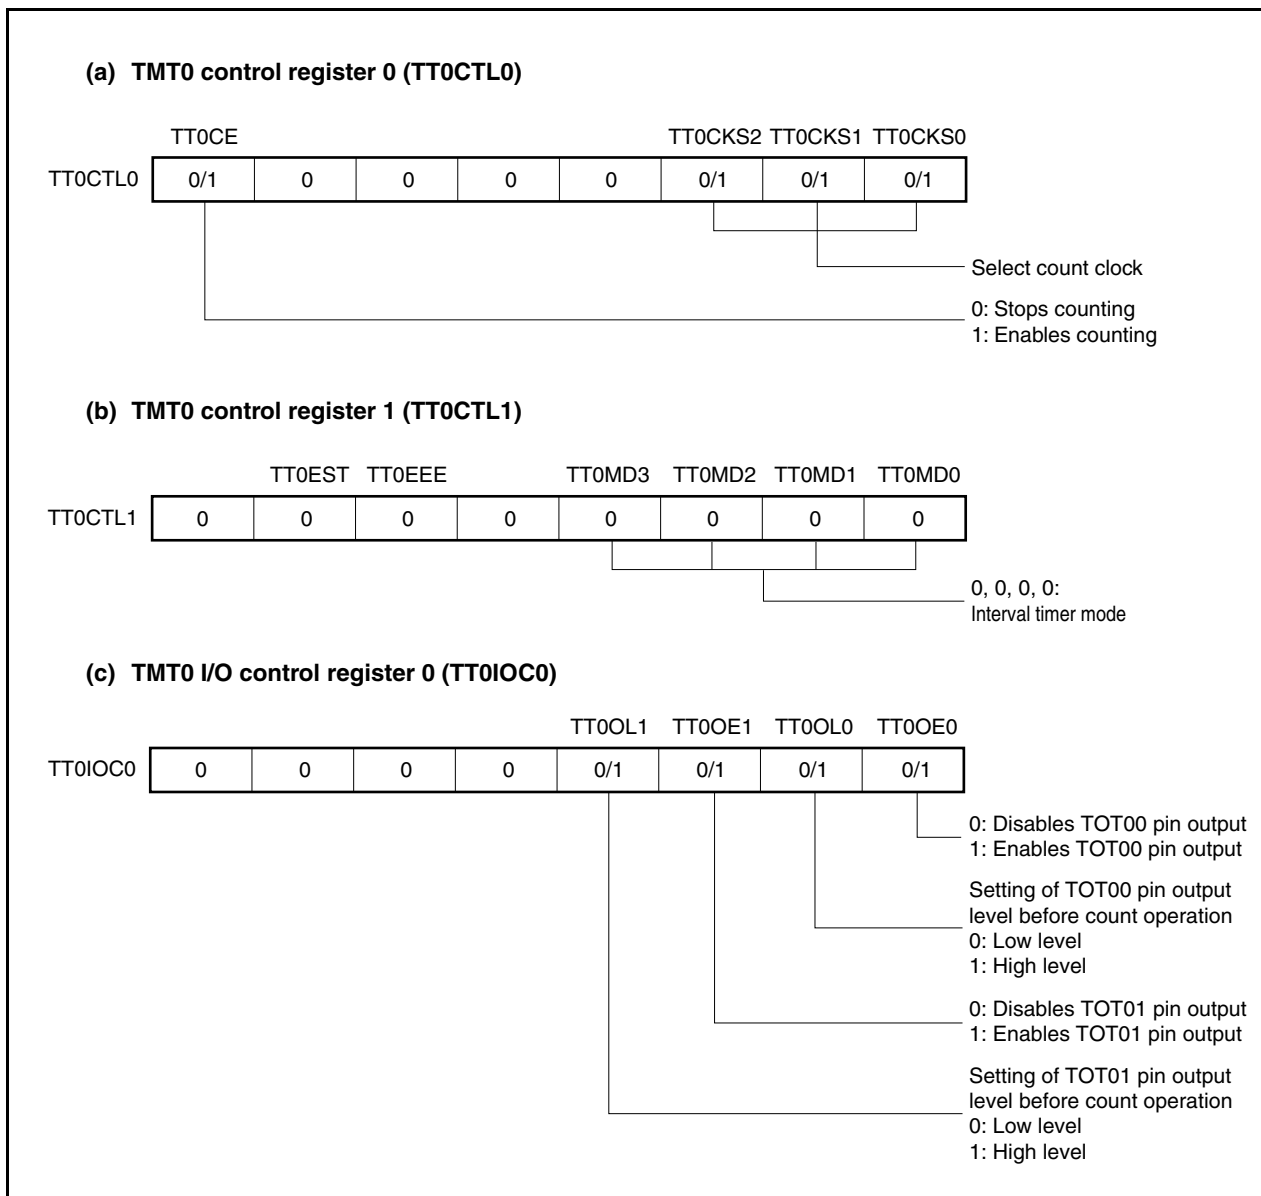 (a) TMT0 control register 0 (TT0CTL0)
TT0CE TT0CKS2 TT0CKS1 TT0CKS0
TT0CTL0 0/1 0 0 0 0 0/1 0/1 0/1
Select count clock
0: Stops counting
1: Enables counting
(b) TMT0 control register 1 (TT0CTL1)
TT0EST TT0EEE TT0MD3 TT0MD2 TT0MD1 TT0MD0
TT0CTL1 0 0 0 0 0 0 0 0
0, 0, 0, 0:
Interval timer mode
(c) TMT0 I/O control register 0 (TT0IOC0)
TT0OL1 TT0OE1 TT0OL0 TT0OE0
TT0IOC0 0 0 0 0 0/1 0/1 0/1 0/1
0: Disables TOT00 pin output
1: Enables TOT00 pin output
Setting of TOT00 pin output
level before count operation
0: Low level
1: High level
0: Disables TOT01 pin output
1: Enables TOT01 pin output
Setting of TOT01 pin output
level before count operation
0: Low level
1: High level